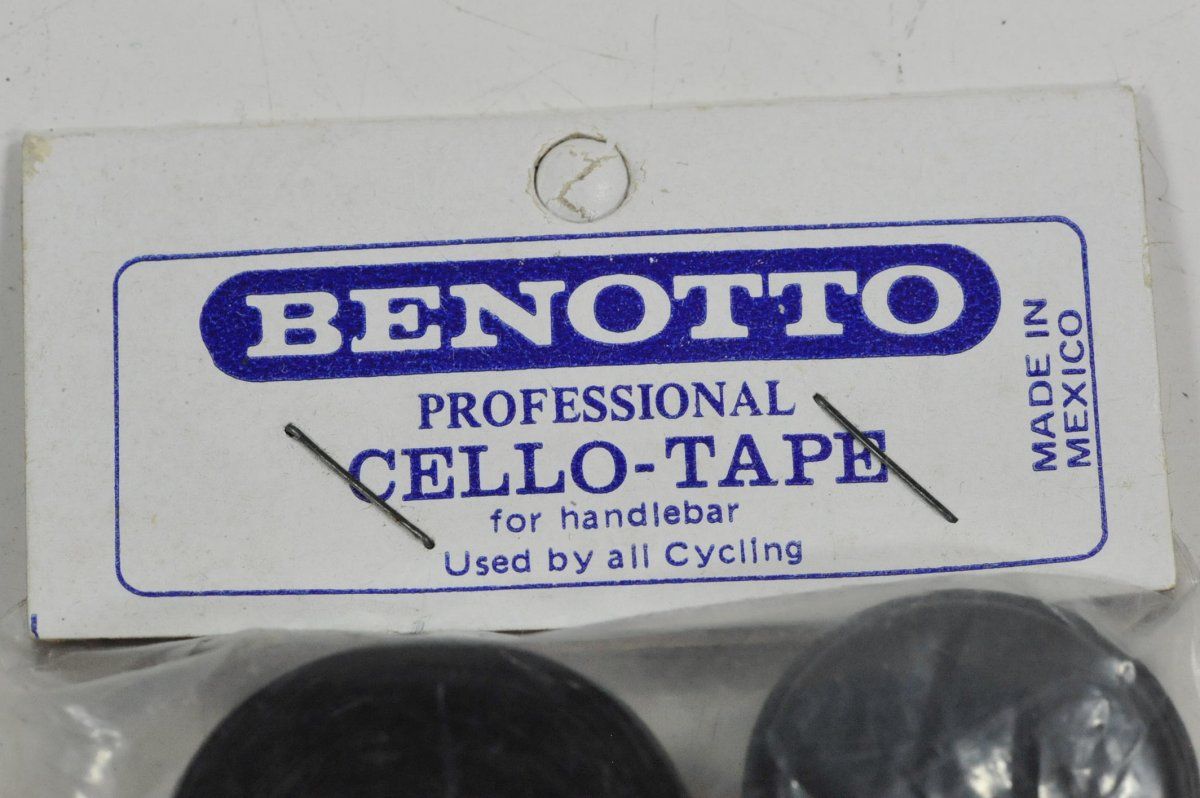 BENOTTO
PROFESSIONAL
CELLO-TAPE
for handlebar
Used by all Cycling
MADE IN
MEXICO